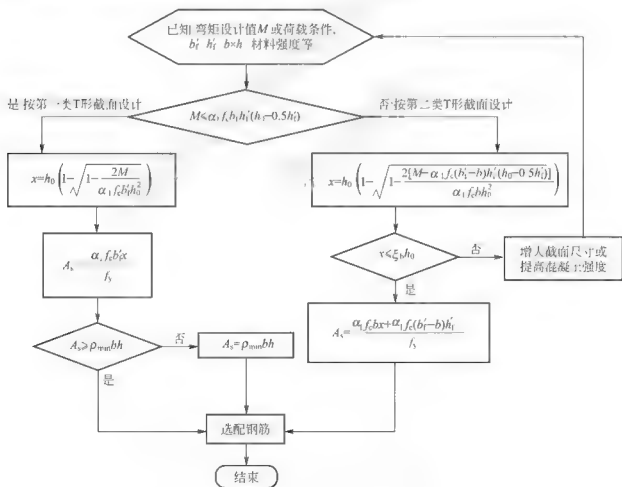 已知 弯矩设计值M 或荷载条件、
b'f h'f b×h 材料强度等
是 按第一类T形截面设计
否 按第二类T形截面设计
M≤α₁fcb'fh'f(h₀-0.5h'f)
x=h₀(1-√(1-2M/(α₁fcb'fh₀²)))
x=h₀(1-√(1-2[M-α₁fc(b'f-b)h'f(h₀-0.5h'f)]/(α₁fcbh₀²)))
x≤ξbh₀
否
增大截面尺寸或
提高混凝土强度
是
As α₁fcb'fx
fy
As=(α₁fcbx+α₁fc(b'f-b)h'f)/fy
As≥ρminbh
否
As=ρminbh
是
选配钢筋
结束